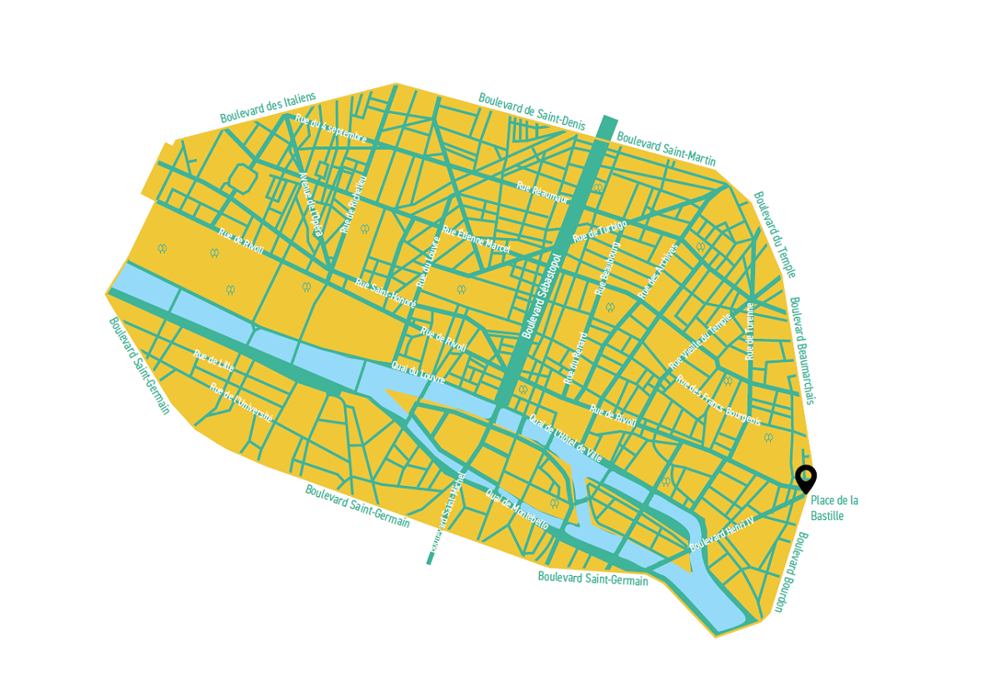 Boulevard des Italiens
Boulevard de Saint-Denis
Boulevard Saint-Martin
Rue du 4 septembre
Avenue de l'Opéra
Rue de Richelieu
Rue Réaumur
Boulevard du Temple
Rue de Rivoli
Rue Étienne Marcel
Rue de Turbigo
Rue du Louvre
Rue Beaubourg
Rue des Archives
Boulevard Sébastopol
Rue Saint-Honoré
Boulevard Beaumarchais
Rue de Turenne
Rue Vieille du Temple
Rue de Rivoli
Rue du Renard
Boulevard Saint-Germain
Rue de Lille
Quai du Louvre
Rue des Francs Bourgeois
Rue de l'Université
Rue de Rivoli
Quai de l'Hôtel de Ville
Boulevard Saint-Michel
Quai de Montebello
Place de la
Bastille
Boulevard Saint-Germain
Boulevard Henri IV
Boulevard Bourdon
Boulevard Saint-Germain